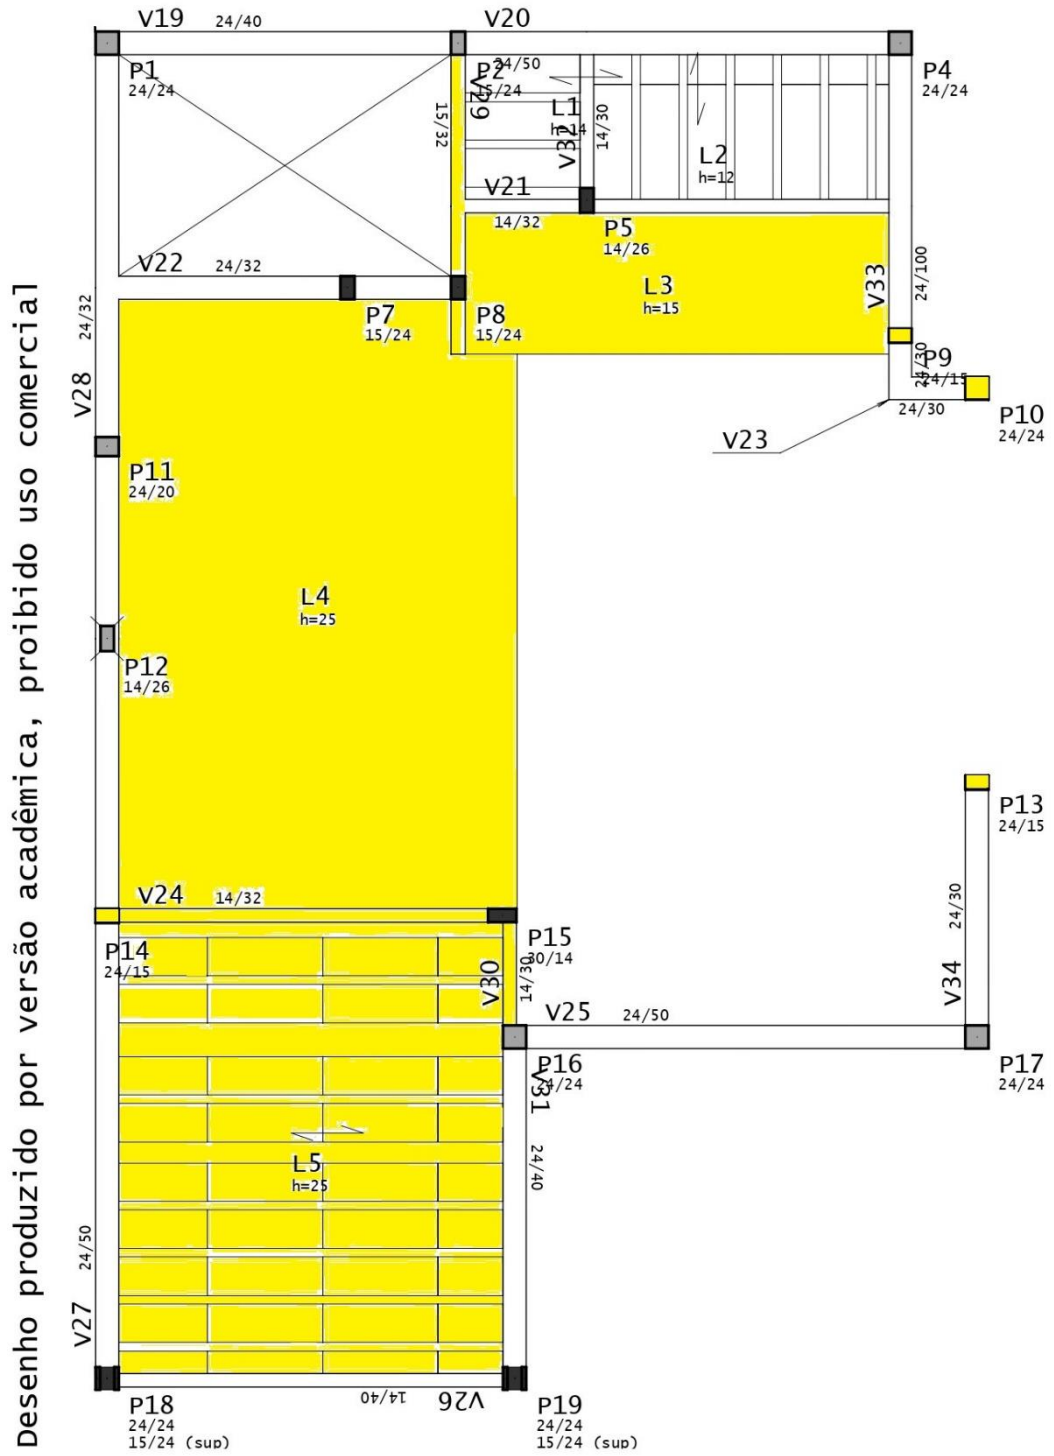 Desenho produzido por versão acadêmica, proibido uso comercial
V19 24/40
V20
24/50
P1
24/24
P2
15/24
P4
24/24
V29
15/32
L1
h=14
V32
14/30
L2
h=12
V21
14/32
P5
14/26
V22 24/32
L3
h=15
V33
24/100
P7
15/24
P8
15/24
24/32
V28
P9
24/15
24/30
24/30
P10
24/24
V23
P11
24/20
L4
h=25
P12
14/26
P13
24/15
V24 14/32
P14
24/15
P15
30/14
V30
14/30
24/30
V34
V25 24/50
P16
24/24
P17
24/24
V31
24/40
L5
h=25
24/50
V27
14/40
V26
P18
24/24
15/24 (sup)
P19
24/24
15/24 (sup)